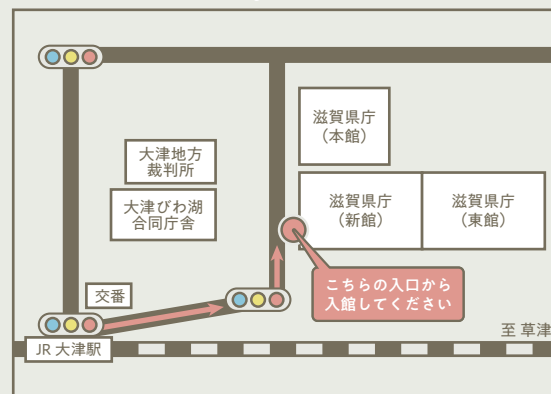 滋賀県庁
（本館）
大津地方
裁判所
大津びわ湖
合同庁舎
滋賀県庁
（新館）
滋賀県庁
（東館）
こちらの入口から
入館してください
交番
至 草津
JR 大津駅